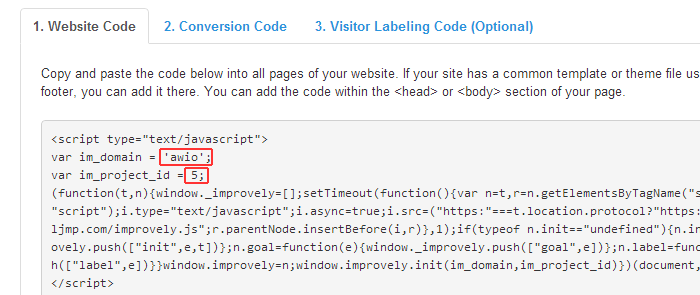 1. Website Code 2. Conversion Code 3. Visitor Labeling Code (Optional)
Copy and paste the code below into all pages of your website. If your site has a common template or theme file us
footer, you can add it there. You can add the code within the <head> or <body> section of your page.
<script type="text/javascript">
var im_domain = 'awio';
var im_project_id = 5;
(function(t,n){window._improvely=[];setTimeout(function(){var n=t,r=n.getElementsByTagName("s
"script");i.type="text/javascript";i.async=true;i.src=("https:"===t.location.protocol?"https:
ljmp.com/improvely.js";r.parentNode.insertBefore(i,r)},1);if(typeof n.init=="undefined"){n.in
ovely.push(["init",e,t])};n.goal=function(e){window._improvely.push(["goal",e])};n.label=func
h(["label",e])}}window.improvely=n;window.improvely.init(im_domain,im_project_id)})(document,
</script>